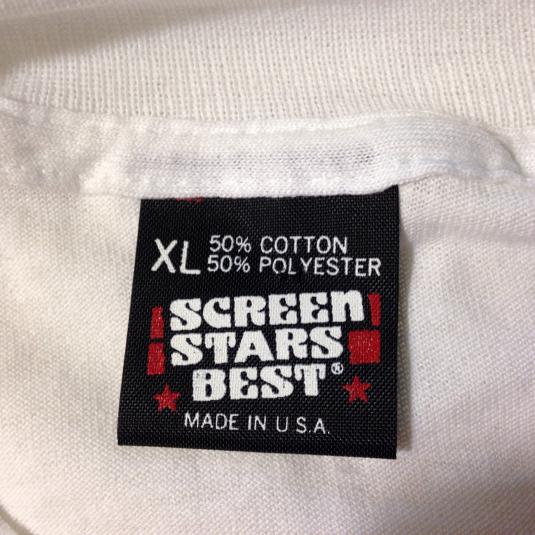 XL 50% COTTON
50% POLYESTER
SCREEN
STARS
BEST®
MADE IN U.S.A.